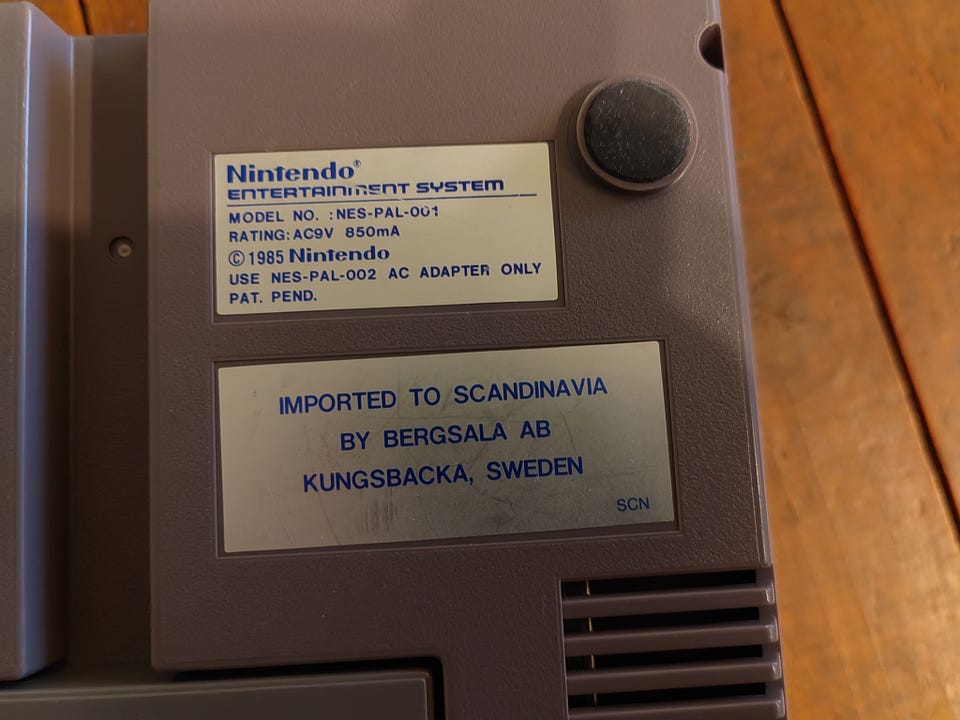 Nintendo®
ENTERTAINMENT SYSTEM
MODEL NO. :NES-PAL-001
RATING:AC9V 850mA
©1985 Nintendo
USE NES-PAL-002 AC ADAPTER ONLY
PAT. PEND.
IMPORTED TO SCANDINAVIA
BY BERGSALA AB
KUNGSBACKA, SWEDEN
SCN